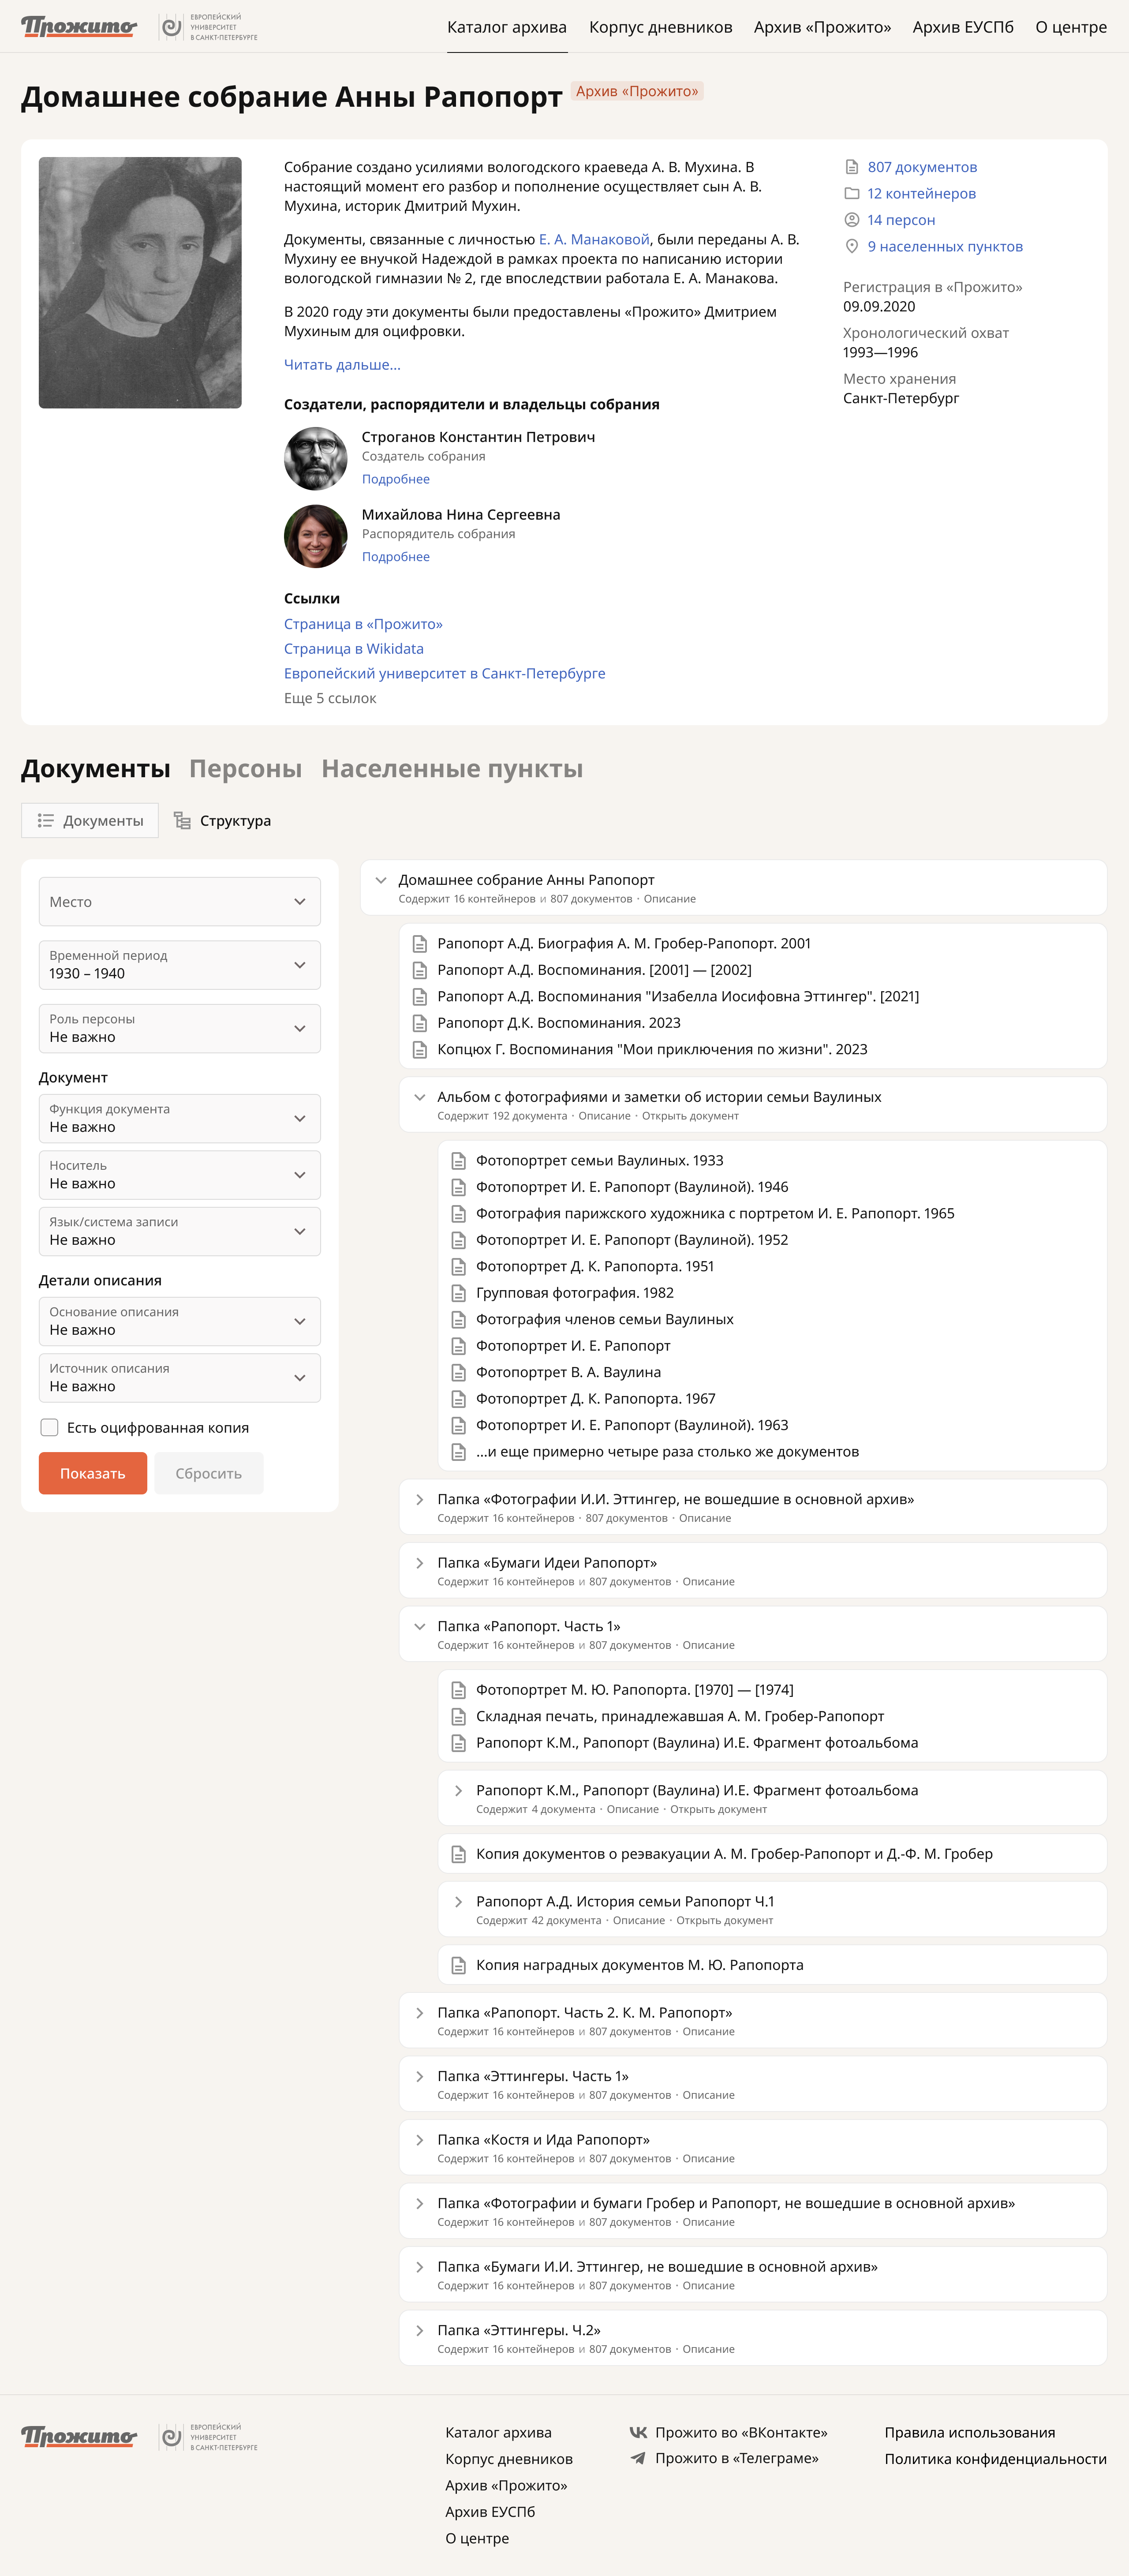 Прожито
ЕВРОПЕЙСКИЙ
УНИВЕРСИТЕТ
В САНКТ-ПЕТЕРБУРГЕ
Каталог архива
Корпус дневников
Архив «Прожито»
Архив ЕУСПб
О центре
Домашнее собрание Анны Рапопорт
Архив «Прожито»
Собрание создано усилиями вологодского краеведа А. В. Мухина. В
настоящий момент его разбор и пополнение осуществляет сын А. В.
Мухина, историк Дмитрий Мухин.
Документы, связанные с личностью Е. А. Манаковой, были переданы А. В.
Мухину ее внучкой Надеждой в рамках проекта по написанию истории
вологодской гимназии № 2, где впоследствии работала Е. А. Манакова.
В 2020 году эти документы были предоставлены «Прожито» Дмитрием
Мухиным для оцифровки.
Читать дальше...
Создатели, распорядители и владельцы собрания
Строганов Константин Петрович
Создатель собрания
Подробнее
Михайлова Нина Сергеевна
Распорядитель собрания
Подробнее
Ссылки
Страница в «Прожито»
Страница в Wikidata
Европейский университет в Санкт-Петербурге
Еще 5 ссылок
807 документов
12 контейнеров
14 персон
9 населенных пунктов
Регистрация в «Прожито»
09.09.2020
Хронологический охват
1993—1996
Место хранения
Санкт-Петербург
Документы
Персоны
Населенные пункты
Документы
Структура
Место
Временной период
1930 – 1940
Роль персоны
Не важно
Документ
Функция документа
Не важно
Носитель
Не важно
Язык/система записи
Не важно
Детали описания
Основание описания
Не важно
Источник описания
Не важно
Есть оцифрованная копия
Показать
Сбросить
Домашнее собрание Анны Рапопорт
Содержит 16 контейнеров и 807 документов · Описание
Рапопорт А.Д. Биография А. М. Гробер-Рапопорт. 2001
Рапопорт А.Д. Воспоминания. [2001] — [2002]
Рапопорт А.Д. Воспоминания "Изабелла Иосифовна Эттингер". [2021]
Рапопорт Д.К. Воспоминания. 2023
Копцюх Г. Воспоминания "Мои приключения по жизни". 2023
Альбом с фотографиями и заметки об истории семьи Ваулиных
Содержит 192 документа · Описание · Открыть документ
Фотопортрет семьи Ваулиных. 1933
Фотопортрет И. Е. Рапопорт (Ваулиной). 1946
Фотография парижского художника с портретом И. Е. Рапопорт. 1965
Фотопортрет И. Е. Рапопорт (Ваулиной). 1952
Фотопортрет Д. К. Рапопорта. 1951
Групповая фотография. 1982
Фотография членов семьи Ваулиных
Фотопортрет И. Е. Рапопорт
Фотопортрет В. А. Ваулина
Фотопортрет Д. К. Рапопорта. 1967
Фотопортрет И. Е. Рапопорт (Ваулиной). 1963
...и еще примерно четыре раза столько же документов
Папка «Фотографии И.И. Эттингер, не вошедшие в основной архив»
Содержит 16 контейнеров · 807 документов · Описание
Папка «Бумаги Идеи Рапопорт»
Содержит 16 контейнеров и 807 документов · Описание
Папка «Рапопорт. Часть 1»
Содержит 16 контейнеров и 807 документов · Описание
Фотопортрет М. Ю. Рапопорта. [1970] — [1974]
Складная печать, принадлежавшая А. М. Гробер-Рапопорт
Рапопорт К.М., Рапопорт (Ваулина) И.Е. Фрагмент фотоальбома
Рапопорт К.М., Рапопорт (Ваулина) И.Е. Фрагмент фотоальбома
Содержит 4 документа · Описание · Открыть документ
Копия документов о реэвакуации А. М. Гробер-Рапопорт и Д.-Ф. М. Гробер
Рапопорт А.Д. История семьи Рапопорт Ч.1
Содержит 42 документа · Описание · Открыть документ
Копия наградных документов М. Ю. Рапопорта
Папка «Рапопорт. Часть 2. К. М. Рапопорт»
Содержит 16 контейнеров и 807 документов · Описание
Папка «Эттингеры. Часть 1»
Содержит 16 контейнеров и 807 документов · Описание
Папка «Костя и Ида Рапопорт»
Содержит 16 контейнеров и 807 документов · Описание
Папка «Фотографии и бумаги Гробер и Рапопорт, не вошедшие в основной архив»
Содержит 16 контейнеров и 807 документов · Описание
Папка «Бумаги И.И. Эттингер, не вошедшие в основной архив»
Содержит 16 контейнеров и 807 документов · Описание
Папка «Эттингеры. Ч.2»
Содержит 16 контейнеров и 807 документов · Описание
Прожито
ЕВРОПЕЙСКИЙ
УНИВЕРСИТЕТ
В САНКТ-ПЕТЕРБУРГЕ
Каталог архива
Корпус дневников
Архив «Прожито»
Архив ЕУСПб
О центре
Прожито во «ВКонтакте»
Прожито в «Телеграме»
Правила использования
Политика конфиденциальности